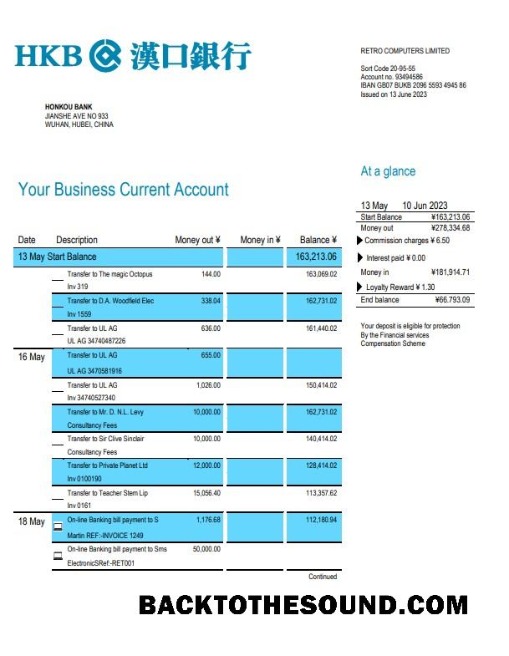 HKB 漢口銀行
RETRO COMPUTERS LIMITED
Sort Code 20-95-55
Account no. 93494586
IBAN GB07 BUKB 2096 5593 4945 86
Issued on 13 June 2023
HONKOU BANK
JIANSHE AVE NO 933
WUHAN, HUBEI, CHINA
At a glance
Your Business Current Account
13 May 10 Jun 2023
Start Balance ¥163,213.06
Money out ¥278,334.68
Commission charges ¥ 6.50
Interest paid ¥ 0.00
Money in ¥181,914.71
Loyalty Reward ¥ 1.30
End balance ¥66.793.09
Your deposit is eligible for protection
By the Financial services
Compensation Scheme
Date Description Money out ¥ Money in ¥ Balance ¥
13 May Start Balance 163,213.06
Transfer to The magic Octopus 144.00 163,069.02
Inv 319
Transfer to D.A. Woodfield Elec 338.04 162,731.02
Inv 1559
Transfer to UL AG 636.00 161,440.02
UL AG 34740487226
16 May Transfer to UL AG 655.00
UL AG 3470581916
Transfer to UL AG 1,026.00 150,414.02
Inv 34740527340
Transfer to Mr. D. N.L. Levy 10,000.00 162,731.02
Consultancy Fees
Transfer to Sir Clive Sinclair 10,000.00 140,414.02
Consultancy Fees
Transfer to Private Planet Ltd 12,000.00 128,414.02
Inv 0100190
Transfer to Teacher Stem Lip 15,056.40 113,357.62
Inv 0161
18 May On-line Banking bill payment to S 1,176.68 112,180.94
Martin REF:-INVOICE 1249
On-line Banking bill payment to Sms 50,000.00
ElectronicSRef:-RET001
Continued
BACKTOTHESOUND.COM